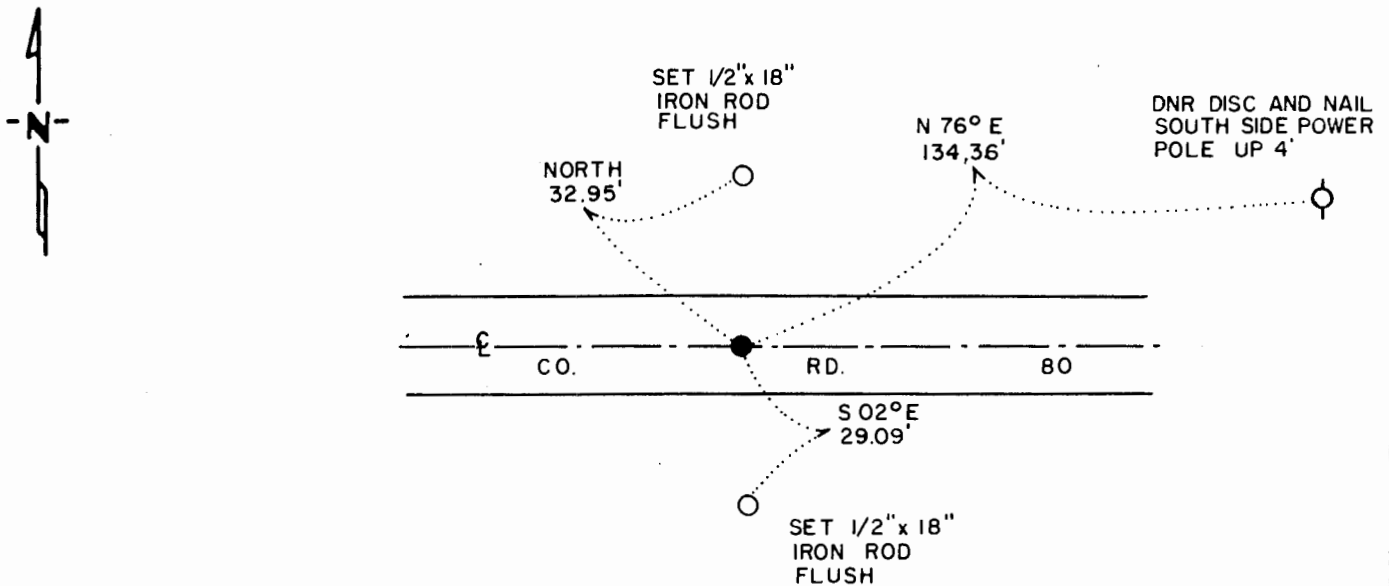 N
SET 1/2" x 18"
IRON ROD
FLUSH
N 76° E
134.36'
DNR DISC AND NAIL
SOUTH SIDE POWER
POLE UP 4'
NORTH
32.95'
℄
CO. RD. 80
S 02° E
29.09'
SET 1/2" x 18"
IRON ROD
FLUSH